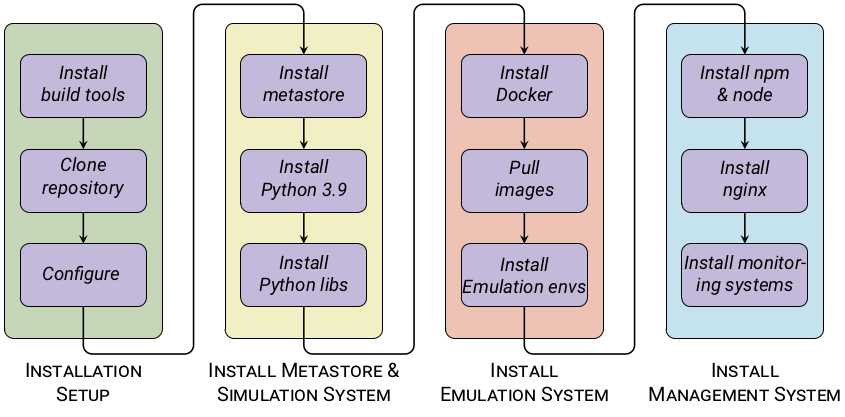 Install
build tools
Clone
repository
Configure
INSTALLATION
SETUP
Install
metastore
Install
Python 3.9
Install
Python libs
INSTALL METASTORE &
SIMULATION SYSTEM
Install
Docker
Pull
images
Install
Emulation envs
INSTALL
EMULATION SYSTEM
Install npm
& node
Install
nginx
Install monitor-
ing systems
INSTALL
MANAGEMENT SYSTEM